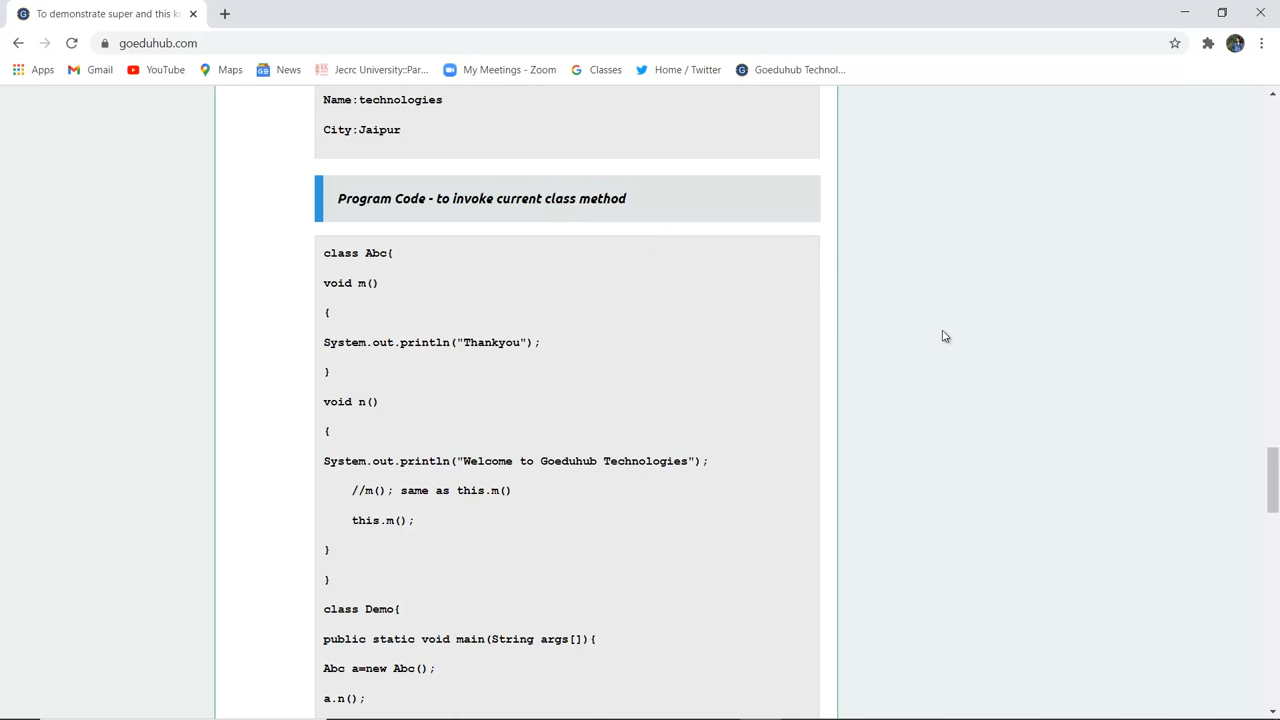 To demonstrate super and this k
goeduhub.com
Apps
Gmail
YouTube
Maps
News
Jecrc University::Par...
My Meetings - Zoom
Classes
Home / Twitter
Goeduhub Technol...
Name:technologies
City:Jaipur
Program Code - to invoke current class method
class Abc{
void m()
{
System.out.println("Thankyou");
}
void n()
{
System.out.println("Welcome to Goeduhub Technologies");
//m(); same as this.m()
this.m();
}
}
class Demo{
public static void main(String args[]){
Abc a=new Abc();
a.n();